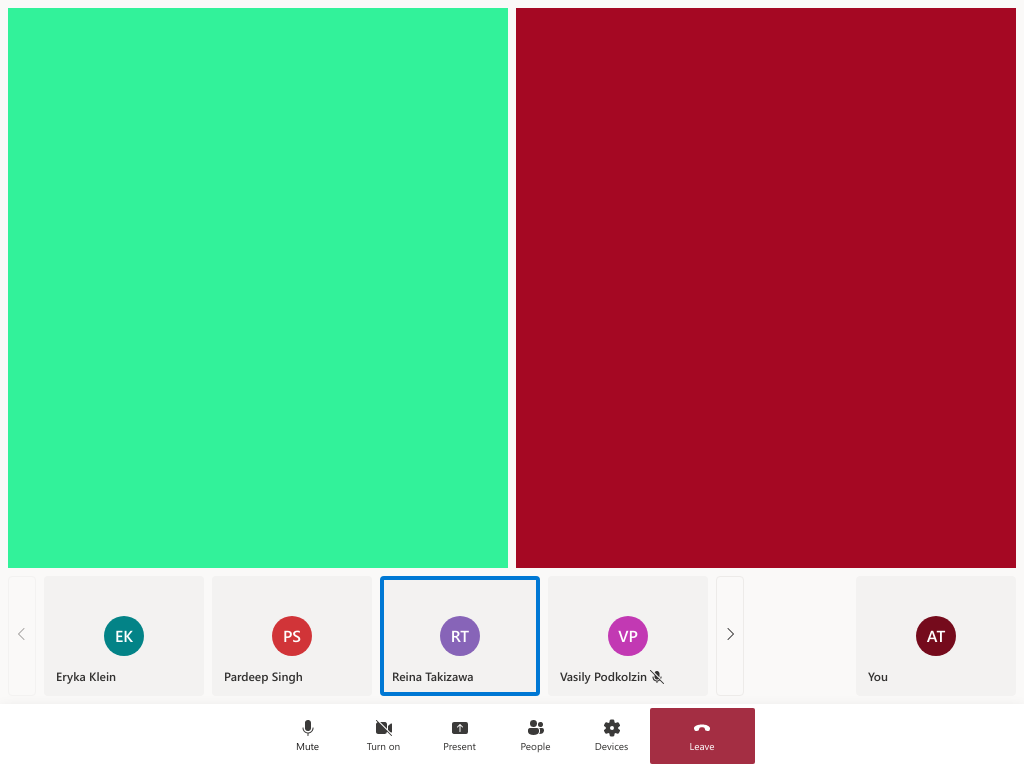 EK
Eryka Klein
PS
Pardeep Singh
RT
Reina Takizawa
VP
Vasily Podkolzin
AT
You
Mute
Turn on
Present
People
Devices
Leave